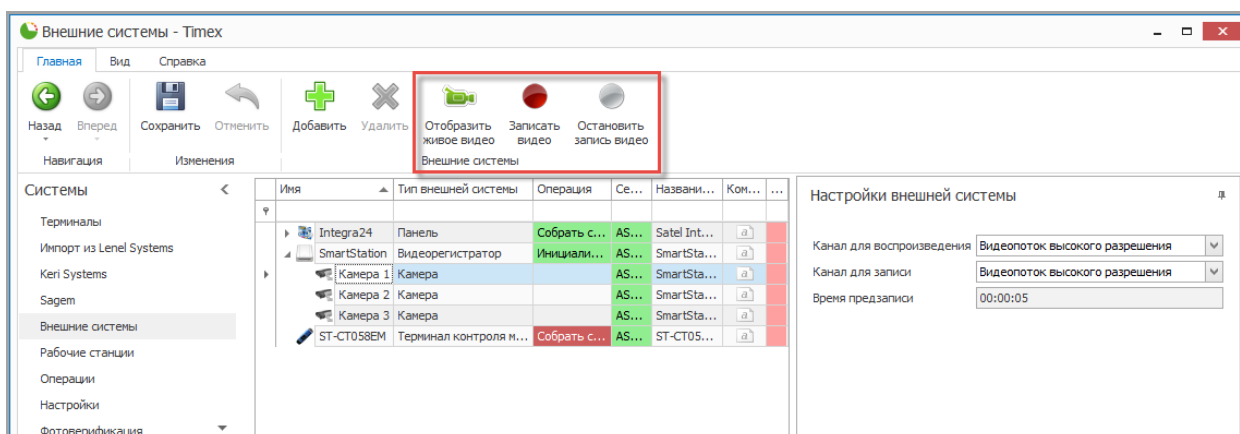 Внешние системы - Timex
Главная Вид Справка
Назад Вперед Сохранить Отменить Добавить Удалить Отобразить живое видео Записать видео Остановить запись видео
Навигация Изменения Внешние системы
Системы
Терминалы
Импорт из Lenel Systems
Keri Systems
Sagem
Внешние системы
Рабочие станции
Операции
Настройки
Фотоверификация
Имя Тип внешней системы Операция Се... Названи... Ком... ...
Integra24 Панель Собрать с... AS... Satel Int... a
SmartStation Видеорегистратор Инициали... AS... SmartSta... a
Камера 1 Камера AS... SmartSta... a
Камера 2 Камера AS... SmartSta... a
Камера 3 Камера AS... SmartSta... a
ST-CT058EM Терминал контроля м... Собрать с... AS... ST-CT05... a
Настройки внешней системы
Канал для воспроизведения Видеопоток высокого разрешения
Канал для записи Видеопоток высокого разрешения
Время предзаписи 00:00:05